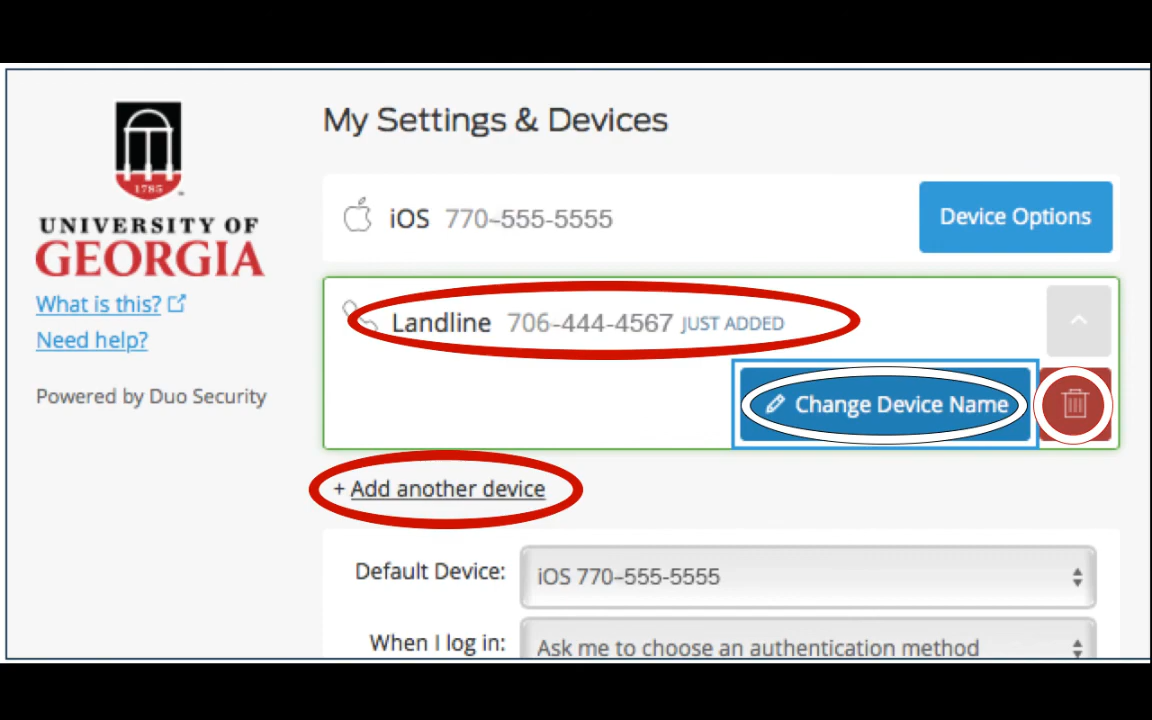 1785
UNIVERSITY OF
GEORGIA
What is this?
Need help?
Powered by Duo Security
My Settings & Devices
iOS 770-555-5555
Device Options
Landline 706-444-4567 JUST ADDED
Change Device Name
+ Add another device
Default Device: iOS 770-555-5555
When I log in: Ask me to choose an authentication method